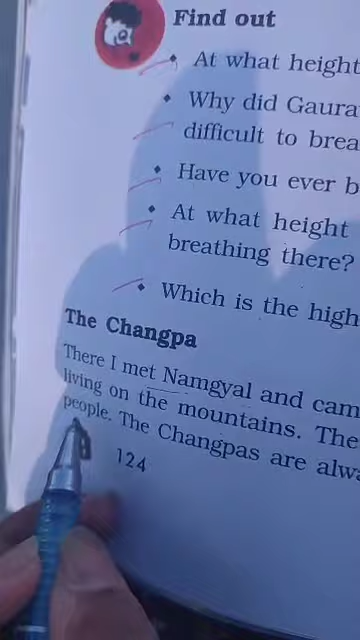 Find out
• At what height
• Why did Gaura
difficult to brea
• Have you ever b
• At what height
breathing there?
• Which is the high
The Changpa
There I met Namgyal and cam
living on the mountains. The
people. The Changpas are alwa
124